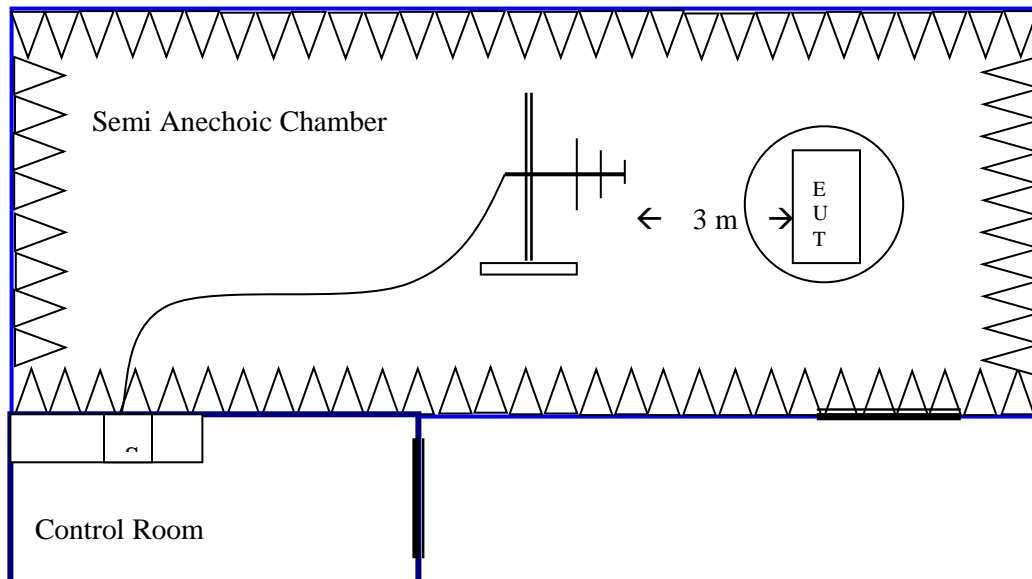 Semi Anechoic Chamber
E
U
T
← 3 m →
Control Room